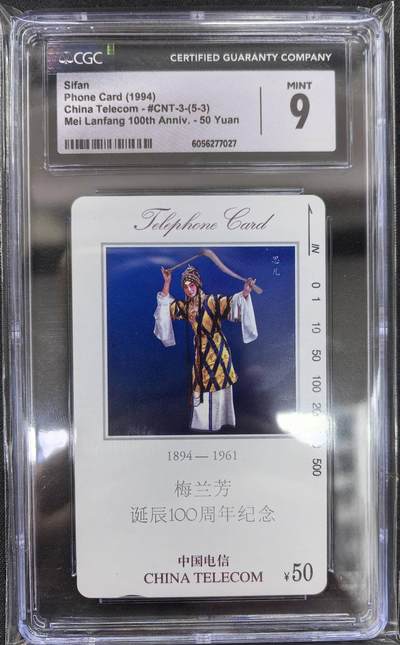 CGC
CERTIFIED GUARANTY COMPANY
Sifan
Phone Card (1994)
China Telecom - #CNT-3-(5-3)
Mei Lanfang 100th Anniv. - 50 Yuan
MINT
9
6056277027
Telephone Card
思凡
IN
0
1
10
50
100
500
1894—1961
梅兰芳
诞辰100周年纪念
中国电信
CHINA TELECOM
¥50